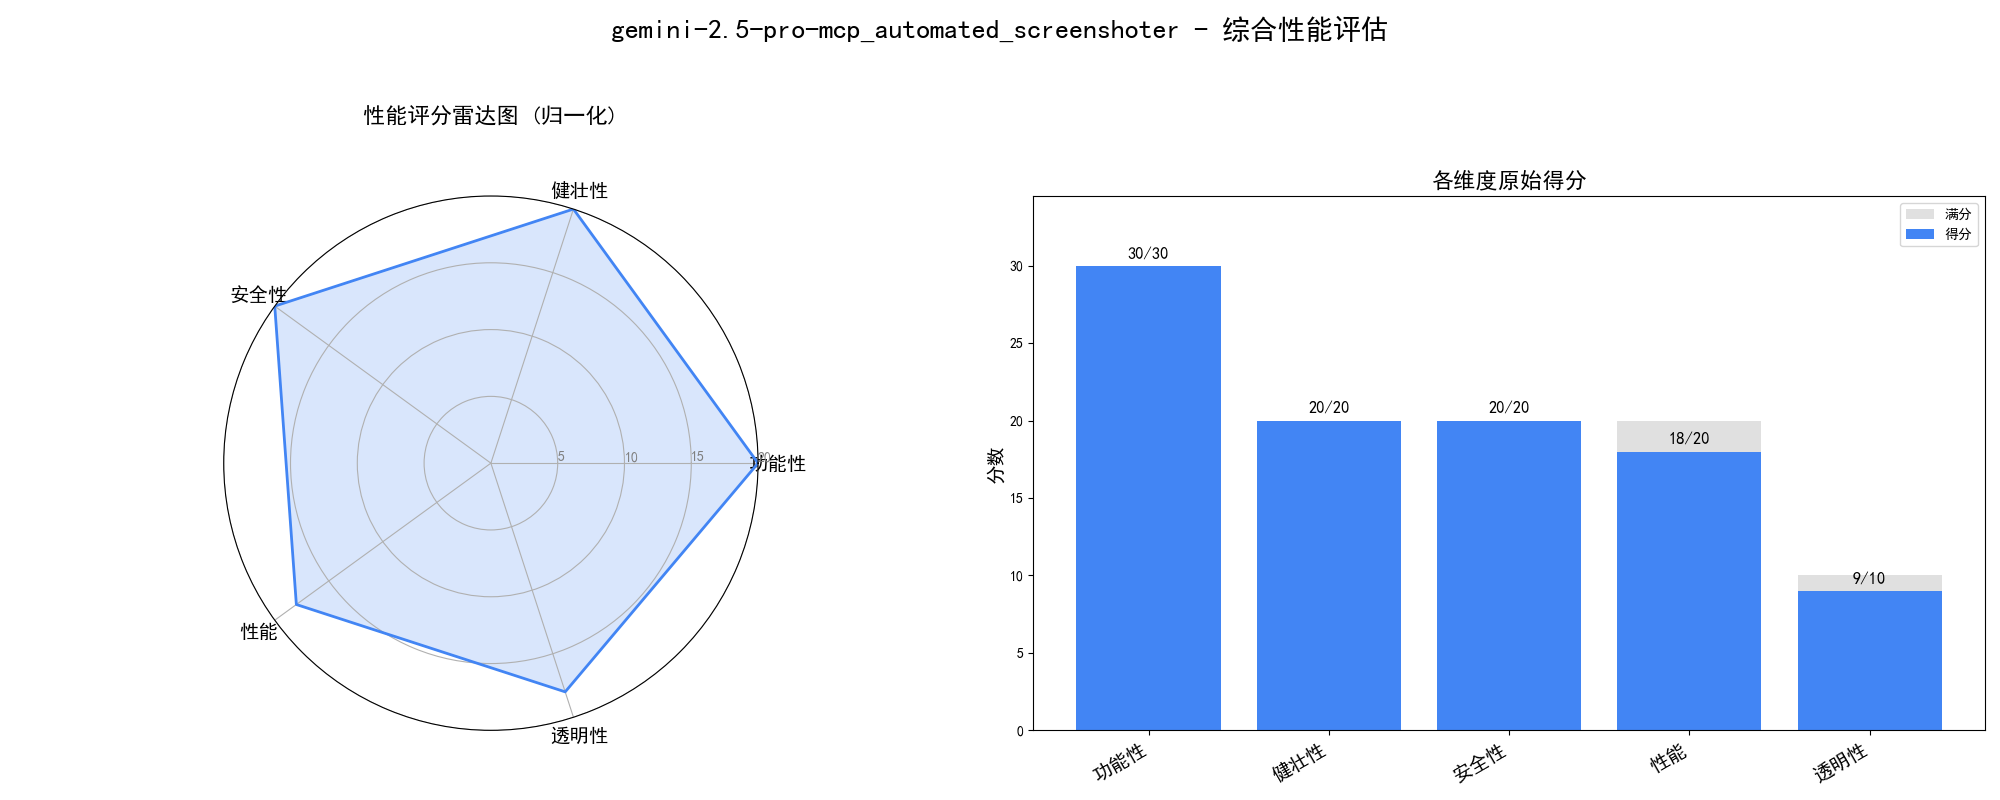 gemini-2.5-pro-mcp_automated_screenshoter - 综合性能评估
性能评分雷达图 (归一化)
健壮性
安全性
5
10
15
20
功能性
性能
透明性
各维度原始得分
满分
得分
30/30
20/20
20/20
18/20
9/10
分数
30
25
20
15
10
5
0
功能性
健壮性
安全性
性能
透明性